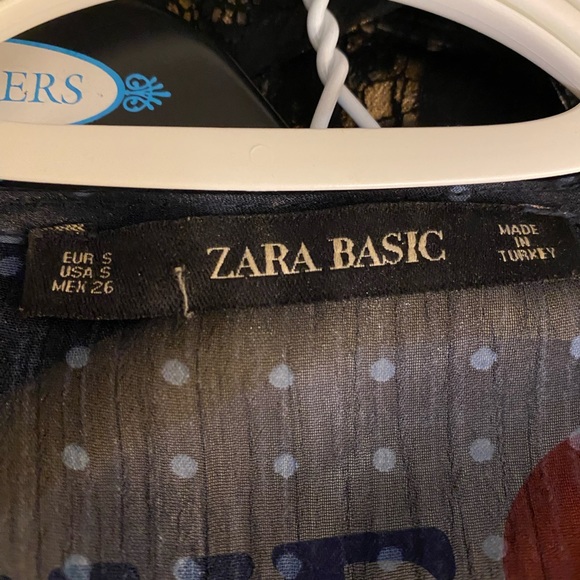 ERS
EUR S
USA S
MEX 26
ZARA BASIC
MADE
IN
TURKEY